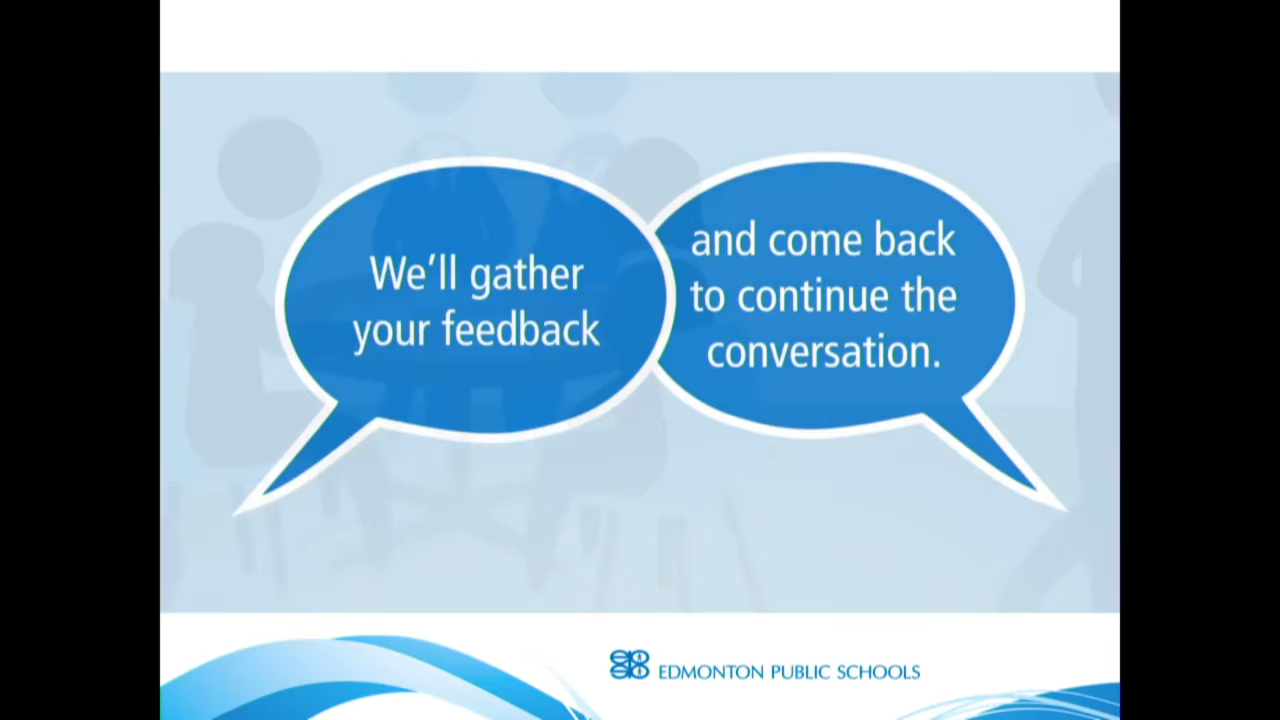 We'll gather
your feedback
and come back
to continue the
conversation.
EDMONTON PUBLIC SCHOOLS